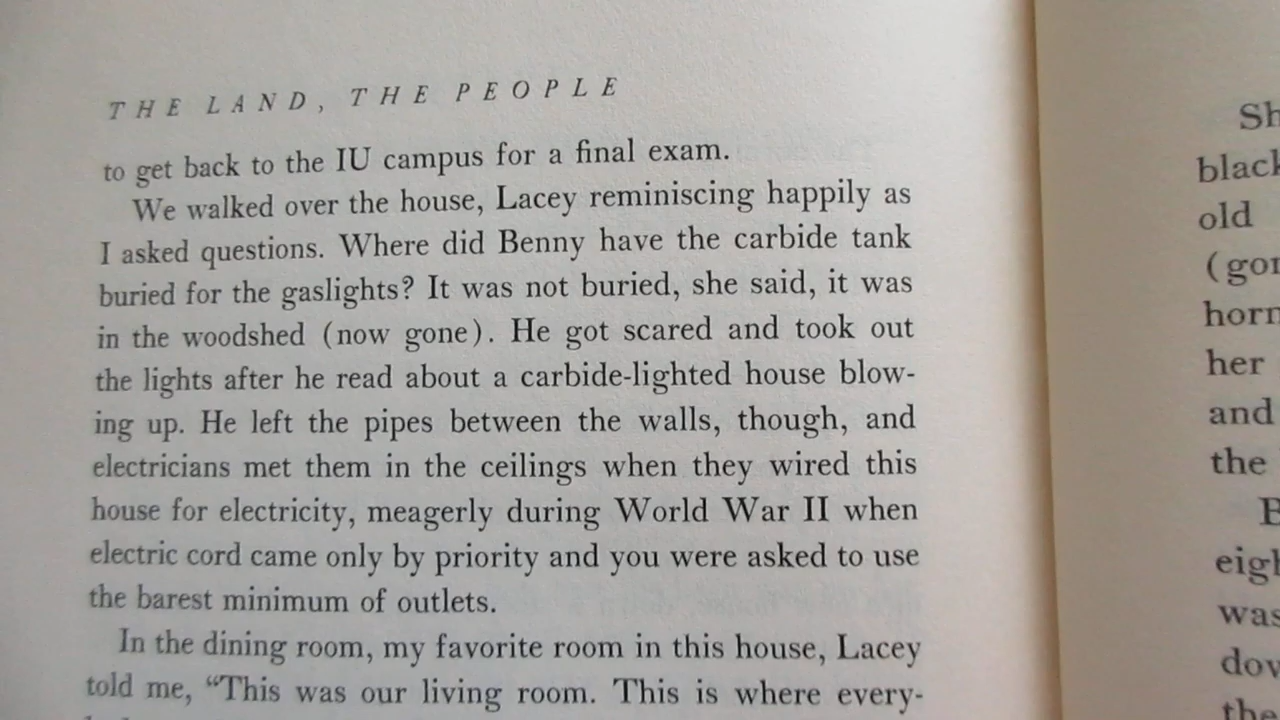 THE LAND, THE PEOPLE
to get back to the IU campus for a final exam.
We walked over the house, Lacey reminiscing happily as
I asked questions. Where did Benny have the carbide tank
buried for the gaslights? It was not buried, she said, it was
in the woodshed (now gone). He got scared and took out
the lights after he read about a carbide-lighted house blow-
ing up. He left the pipes between the walls, though, and
electricians met them in the ceilings when they wired this
house for electricity, meagerly during World War II when
electric cord came only by priority and you were asked to use
the barest minimum of outlets.
In the dining room, my favorite room in this house, Lacey
told me, “This was our living room. This is where every-
old
her
and
the
was
the